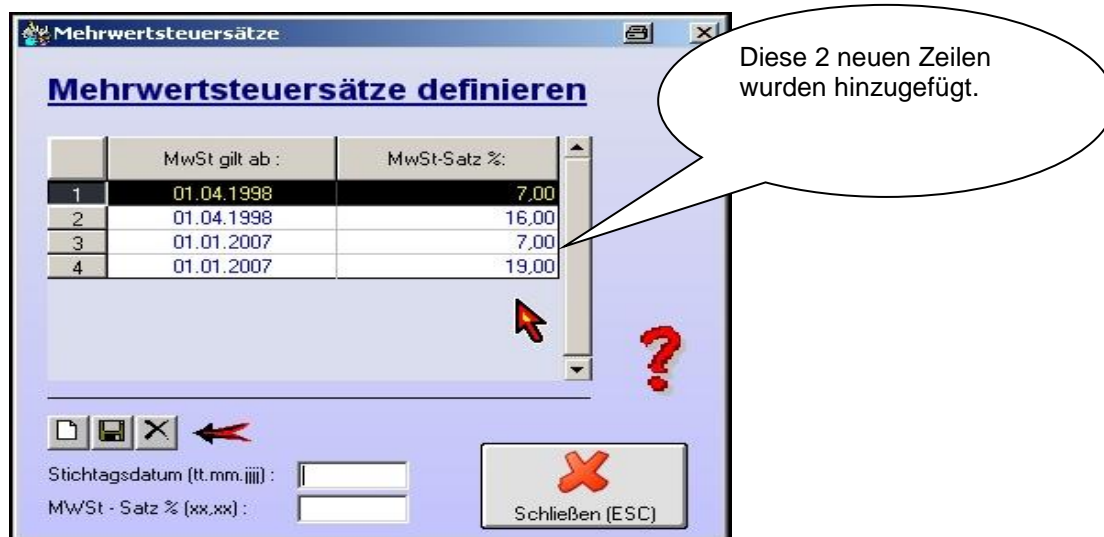 Mehrwertsteuersätze
Diese 2 neuen Zeilen
wurden hinzugefügt.
Mehrwertsteuersätze definieren
MwSt gilt ab : MwSt-Satz %:
1 01.04.1998 7,00
2 01.04.1998 16,00
3 01.01.2007 7,00
4 01.01.2007 19,00
?
Stichtagsdatum (tt.mm.jjjj) :
MWSt - Satz % (xx,xx) :
Schließen (ESC)